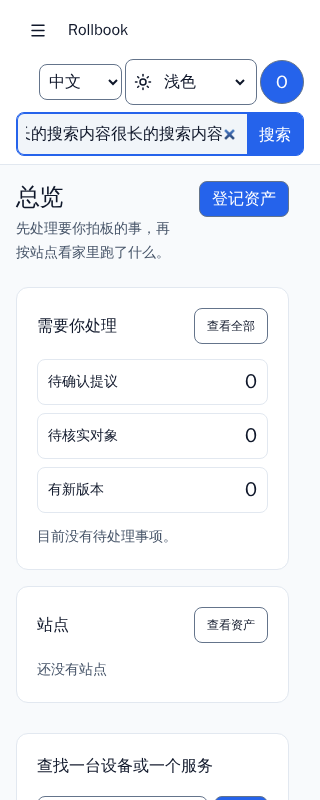 Rollbook
中文
浅色
O
的搜索内容很长的搜索内容
搜索
总览
登记资产
先处理要你拍板的事，再
按站点看家里跑了什么。
需要你处理
查看全部
待确认提议 0
待核实对象 0
有新版本 0
目前没有待处理事项。
站点
查看资产
还没有站点
查找一台设备或一个服务